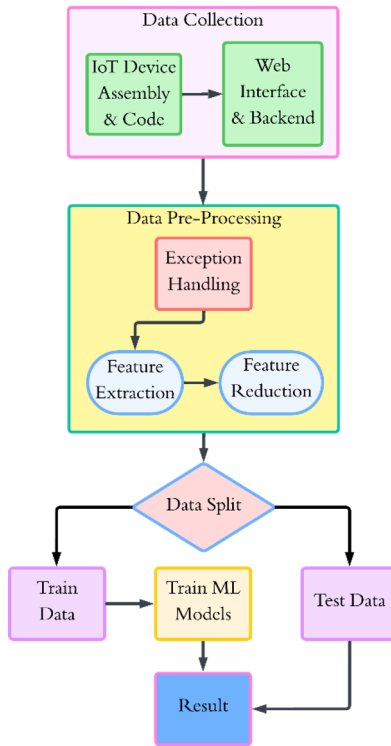 Data Collection
IoT Device
Assembly
& Code
Web
Interface
& Backend
Data Pre-Processing
Exception
Handling
Feature
Extraction
Feature
Reduction
Data Split
Train
Data
Train ML
Models
Test Data
Result